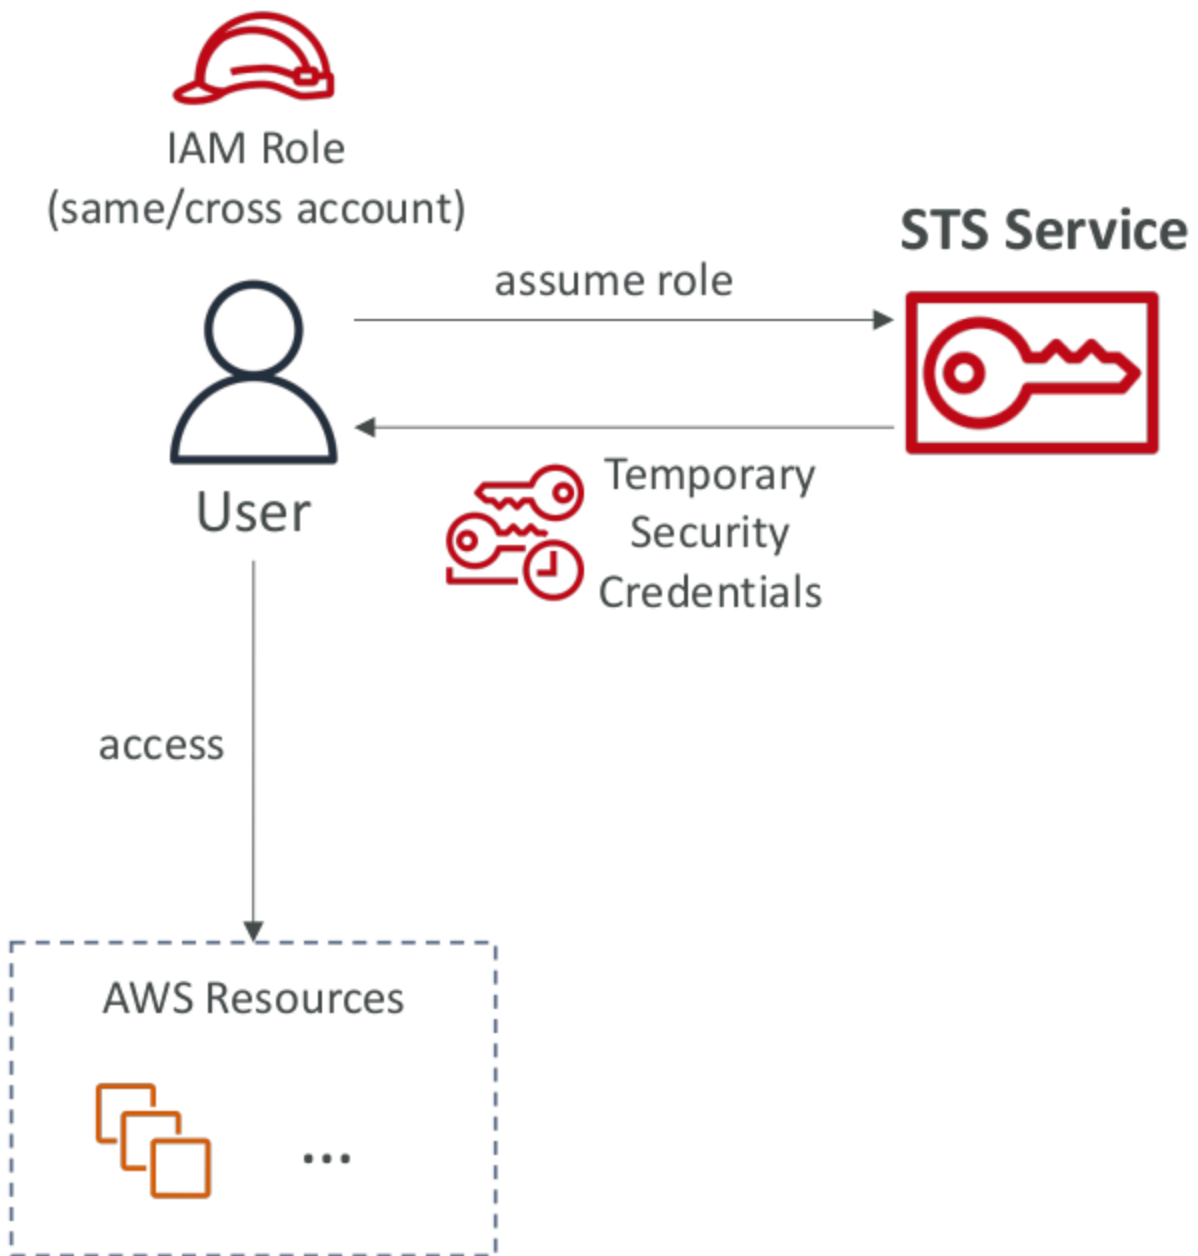 IAM Role
(same/cross account)
STS Service
assume role
User
Temporary
Security
Credentials
access
AWS Resources
...